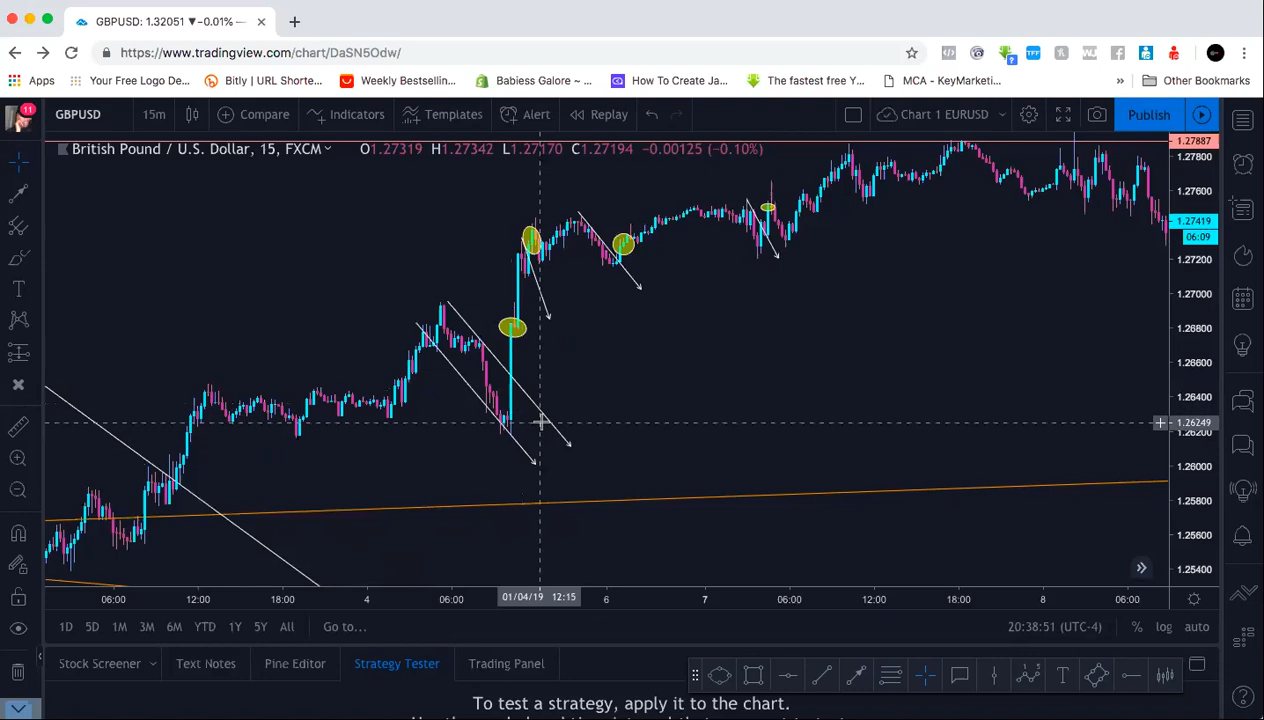 GBPUSD: 1.32051 ▼−0.01% —
https://www.tradingview.com/chart/DaSN5Odw/
Apps Your Free Logo De... Bitly | URL Shorte... Weekly Bestsellin... Babiess Galore ~ ... How To Create Ja... The fastest free Y... MCA - KeyMarketi... » Other Bookmarks
11 GBPUSD 15m Compare Indicators Templates Alert Replay Chart 1 EURUSD Publish
British Pound / U.S. Dollar, 15, FXCM O1.27319 H1.27342 L1.27170 C1.27194 −0.00125 (−0.10%)
1.27887
1.27800
1.27600
1.27419
06:09
1.27200
1.27000
1.26800
1.26600
1.26400
1.26249
1.26200
1.26000
1.25800
1.25600
1.25400
06:00 12:00 18:00 4 06:00 01/04/19 12:15 6 06:00 7 06:00 12:00 18:00 8 06:00
1D 5D 1M 3M 6M YTD 1Y 5Y All Go to... 20:38:51 (UTC-4) % log auto
Stock Screener Text Notes Pine Editor Strategy Tester Trading Panel
To test a strategy, apply it to the chart.